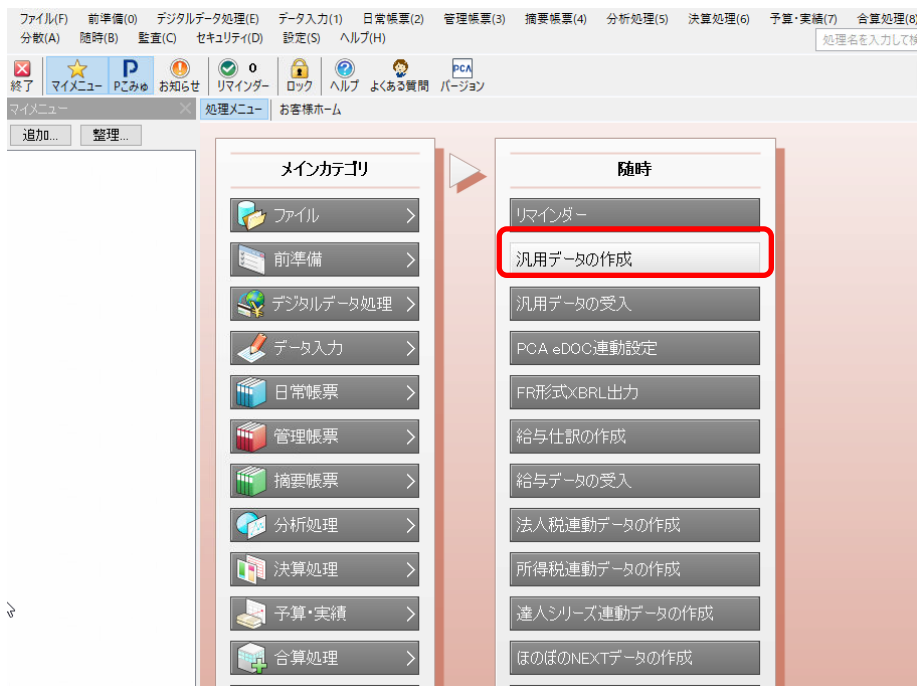 ファイル(F) 前準備(0) デジタルデータ処理(E) データ入力(1) 日常帳票(2) 管理帳票(3) 摘要帳票(4) 分析処理(5) 決算処理(6) 予算・実績(7) 合算処理(8)
分散(A) 随時(B) 監査(C) セキュリティ(D) 設定(S) ヘルプ(H) 処理名を入力して検
終了 マイメニュー Pこみゅ お知らせ 0 リマインダー ロック ヘルプ よくある質問 PCA バージョン
マイメニュー 処理メニュー お客様ホーム
追加... 整理...
メインカテゴリ
ファイル
前準備
デジタルデータ処理
データ入力
日常帳票
管理帳票
摘要帳票
分析処理
決算処理
予算・実績
合算処理
随時
リマインダー
汎用データの作成
汎用データの受入
PCA eDOC連動設定
FR形式XBRL出力
給与仕訳の作成
給与データの受入
法人税連動データの作成
所得税連動データの作成
達人シリーズ連動データの作成
ほのぼのNEXTデータの作成